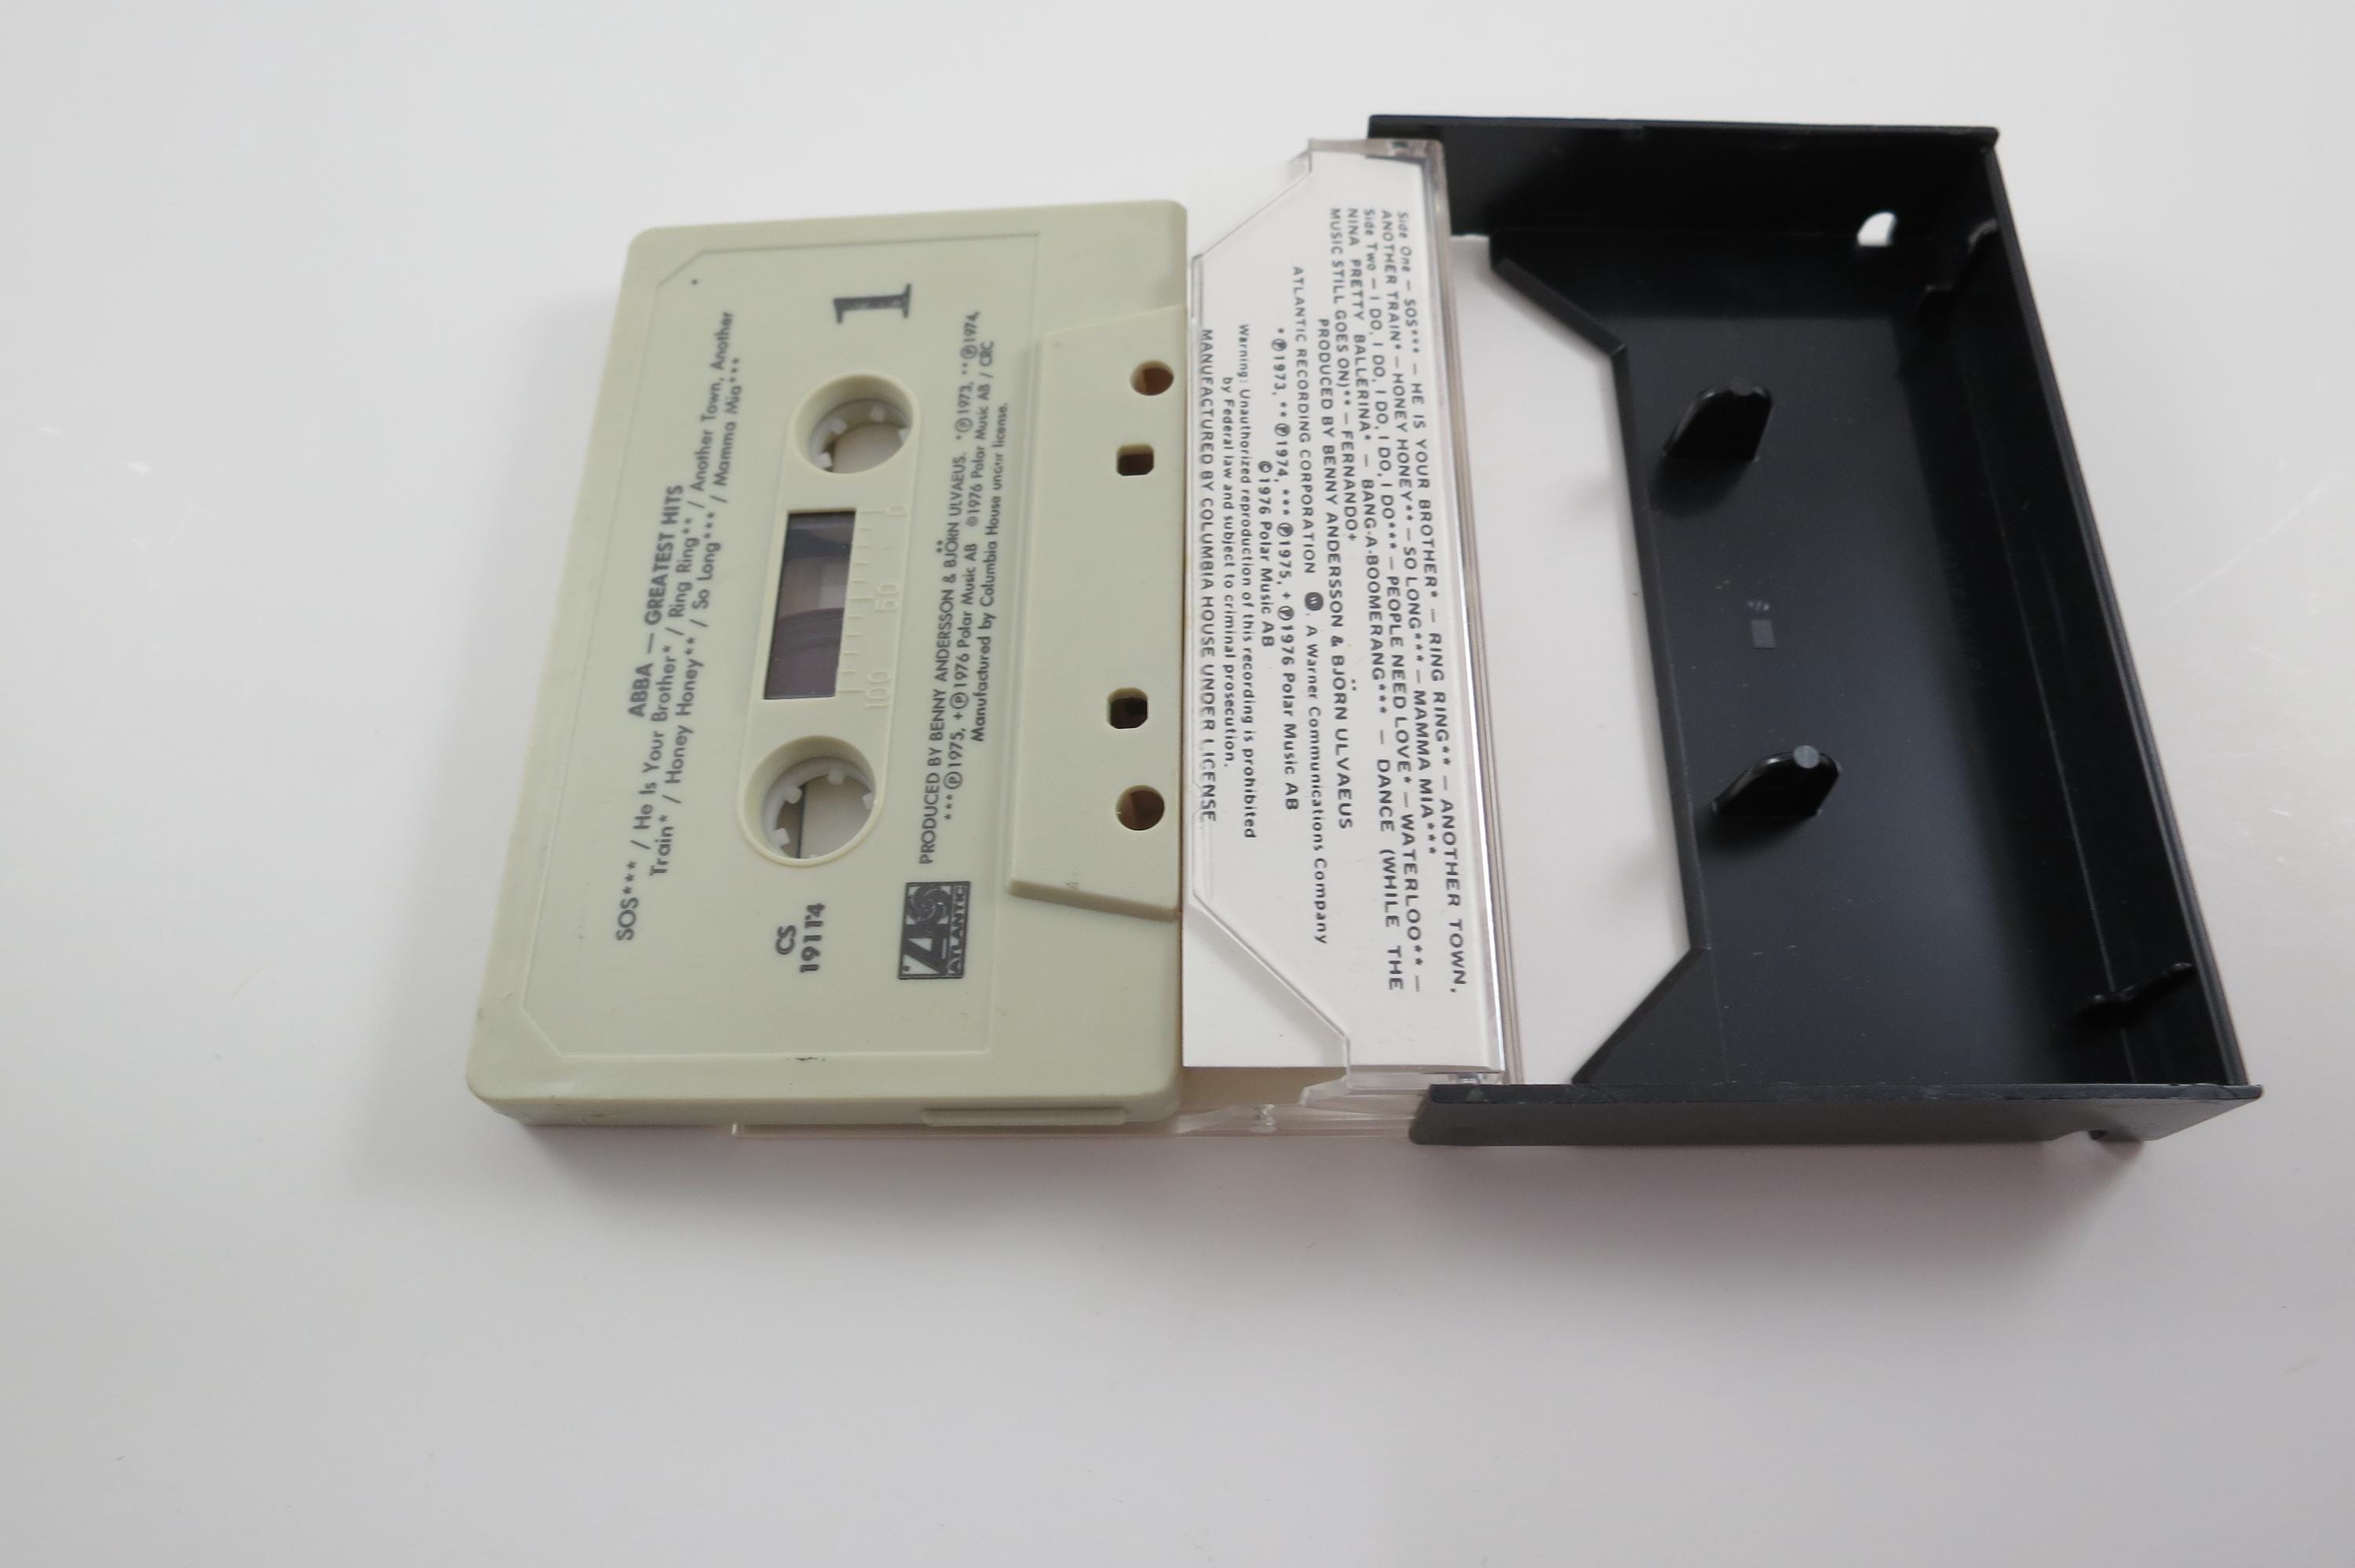 ABBA — GREATEST HITS
SOS*** / He Is Your Brother* / Ring Ring** / Another Town, Another
Train* / Honey Honey** / So Long*** / Mamma Mia***
1
CS
19114
0 50 100
PRODUCED BY BENNY ANDERSSON & BJÖRN ULVAEUS. *℗1973, **℗1974,
***℗1975, +℗1976 Polar Music AB ©1976 Polar Music AB / CRC
Manufactured by Columbia House under license.
ATLANTIC
Side One — SOS*** — HE IS YOUR BROTHER* — RING RING** — ANOTHER TOWN,
ANOTHER TRAIN* — HONEY HONEY** — SO LONG*** — MAMMA MIA***
Side Two — I DO, I DO, I DO, I DO, I DO*** — PEOPLE NEED LOVE* — WATERLOO** —
NINA PRETTY BALLERINA* — BANG-A-BOOMERANG*** — DANCE (WHILE THE
MUSIC STILL GOES ON)** — FERNANDO+
PRODUCED BY BENNY ANDERSSON & BJÖRN ULVAEUS
ATLANTIC RECORDING CORPORATION W. A Warner Communications Company
*℗1973, **℗1974, ***℗1975, +℗1976 Polar Music AB
©1976 Polar Music AB
Warning: Unauthorized reproduction of this recording is prohibited
by Federal law and subject to criminal prosecution.
MANUFACTURED BY COLUMBIA HOUSE UNDER LICENSE